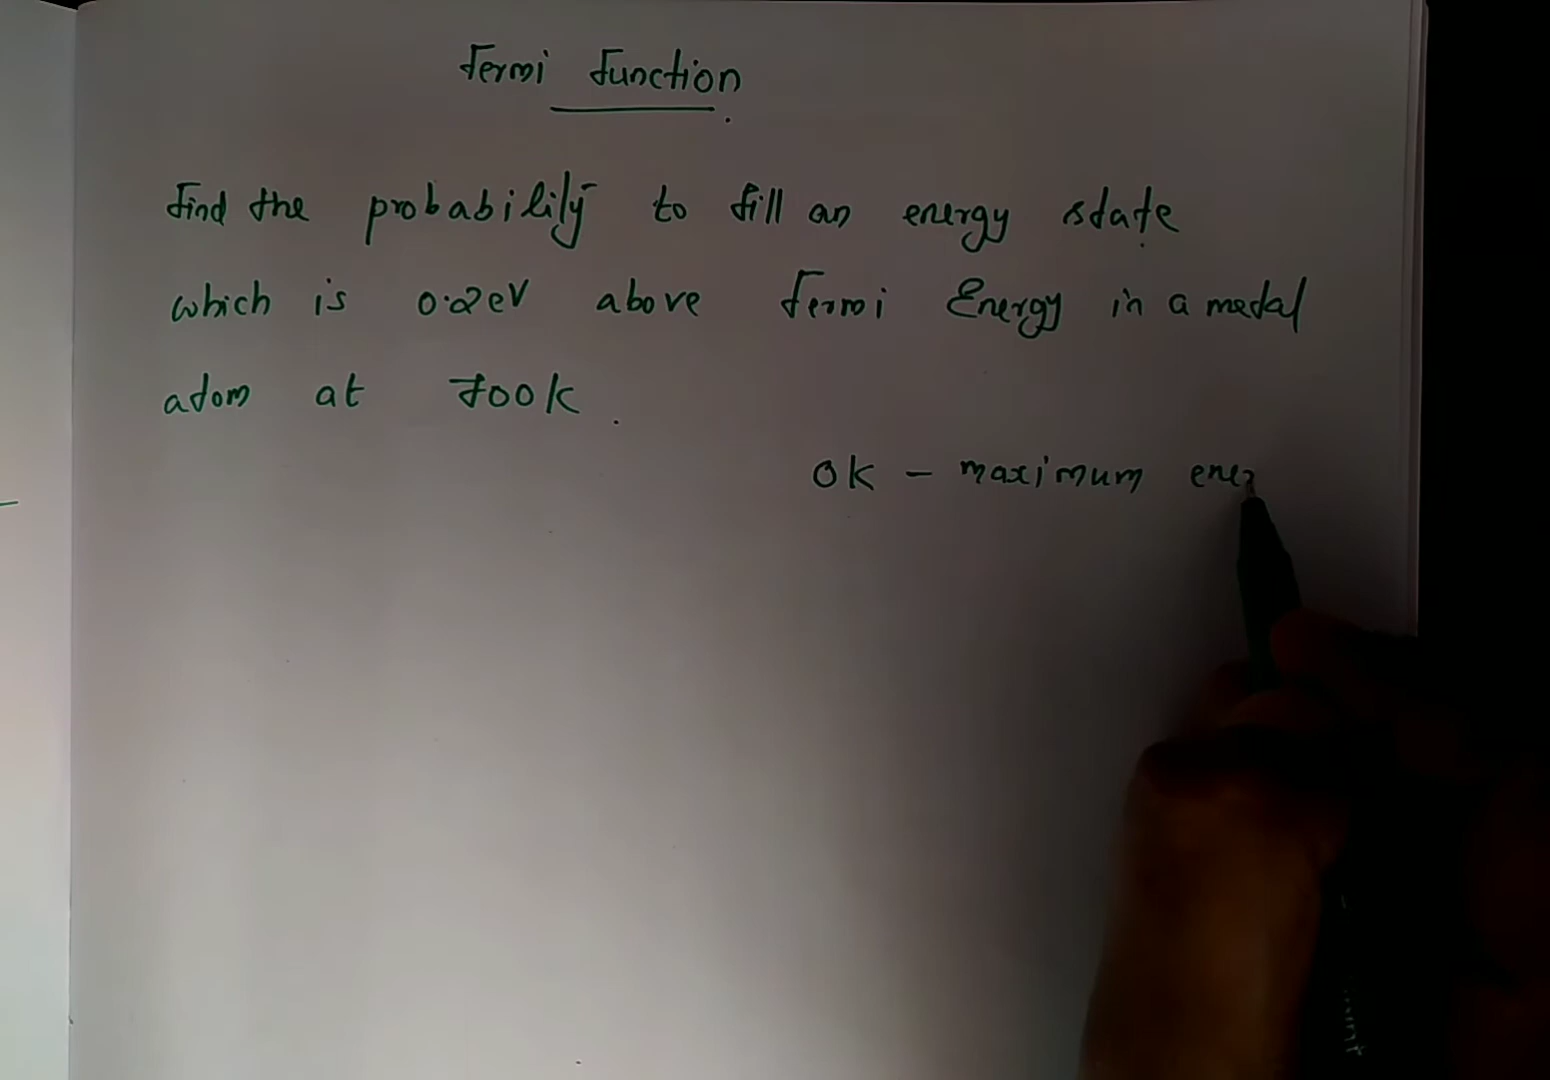 Fermi Function
Find the probability to fill an energy state
which is 0.2eV above Fermi Energy in a metal
atom at 700K.
0K - maximum ener